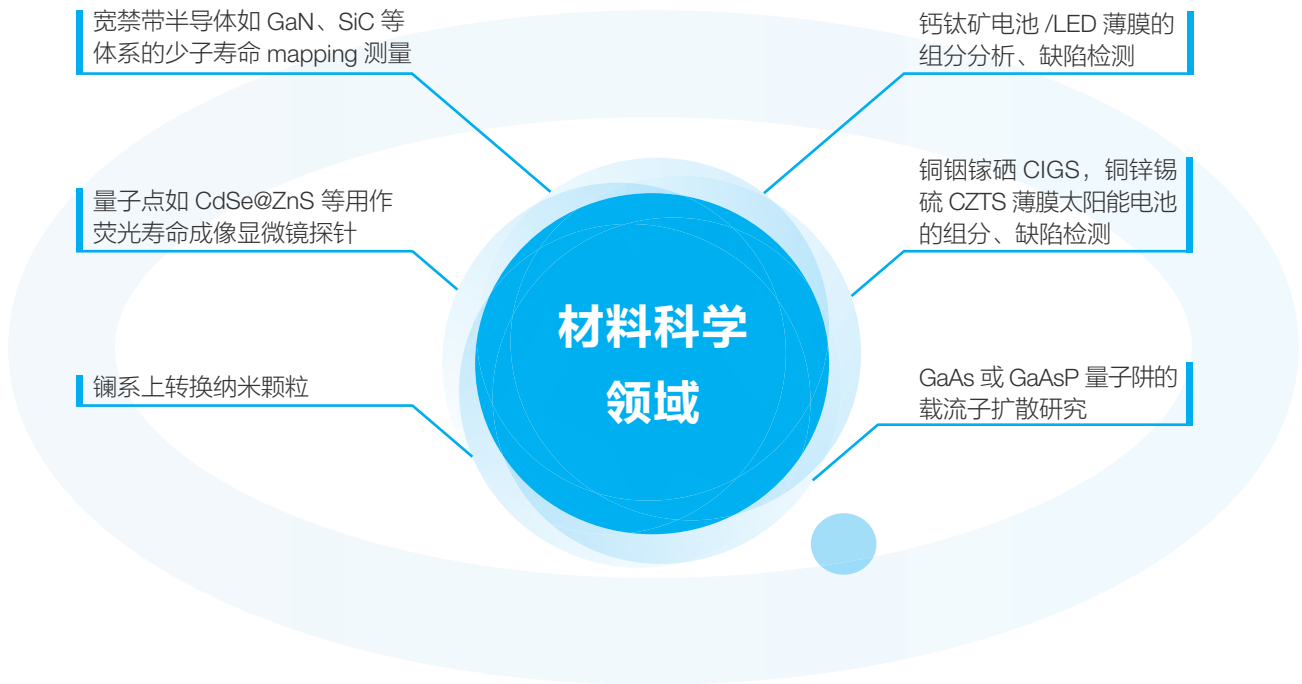 宽禁带半导体如 GaN、SiC 等
体系的少子寿命 mapping 测量
量子点如 CdSe@ZnS 等用作
荧光寿命成像显微镜探针
镧系上转换纳米颗粒
材料科学
领域
钙钛矿电池 /LED 薄膜的
组分分析、缺陷检测
铜铟镓硒 CIGS，铜锌锡
硫 CZTS 薄膜太阳能电池
的组分、缺陷检测
GaAs 或 GaAsP 量子阱的
载流子扩散研究